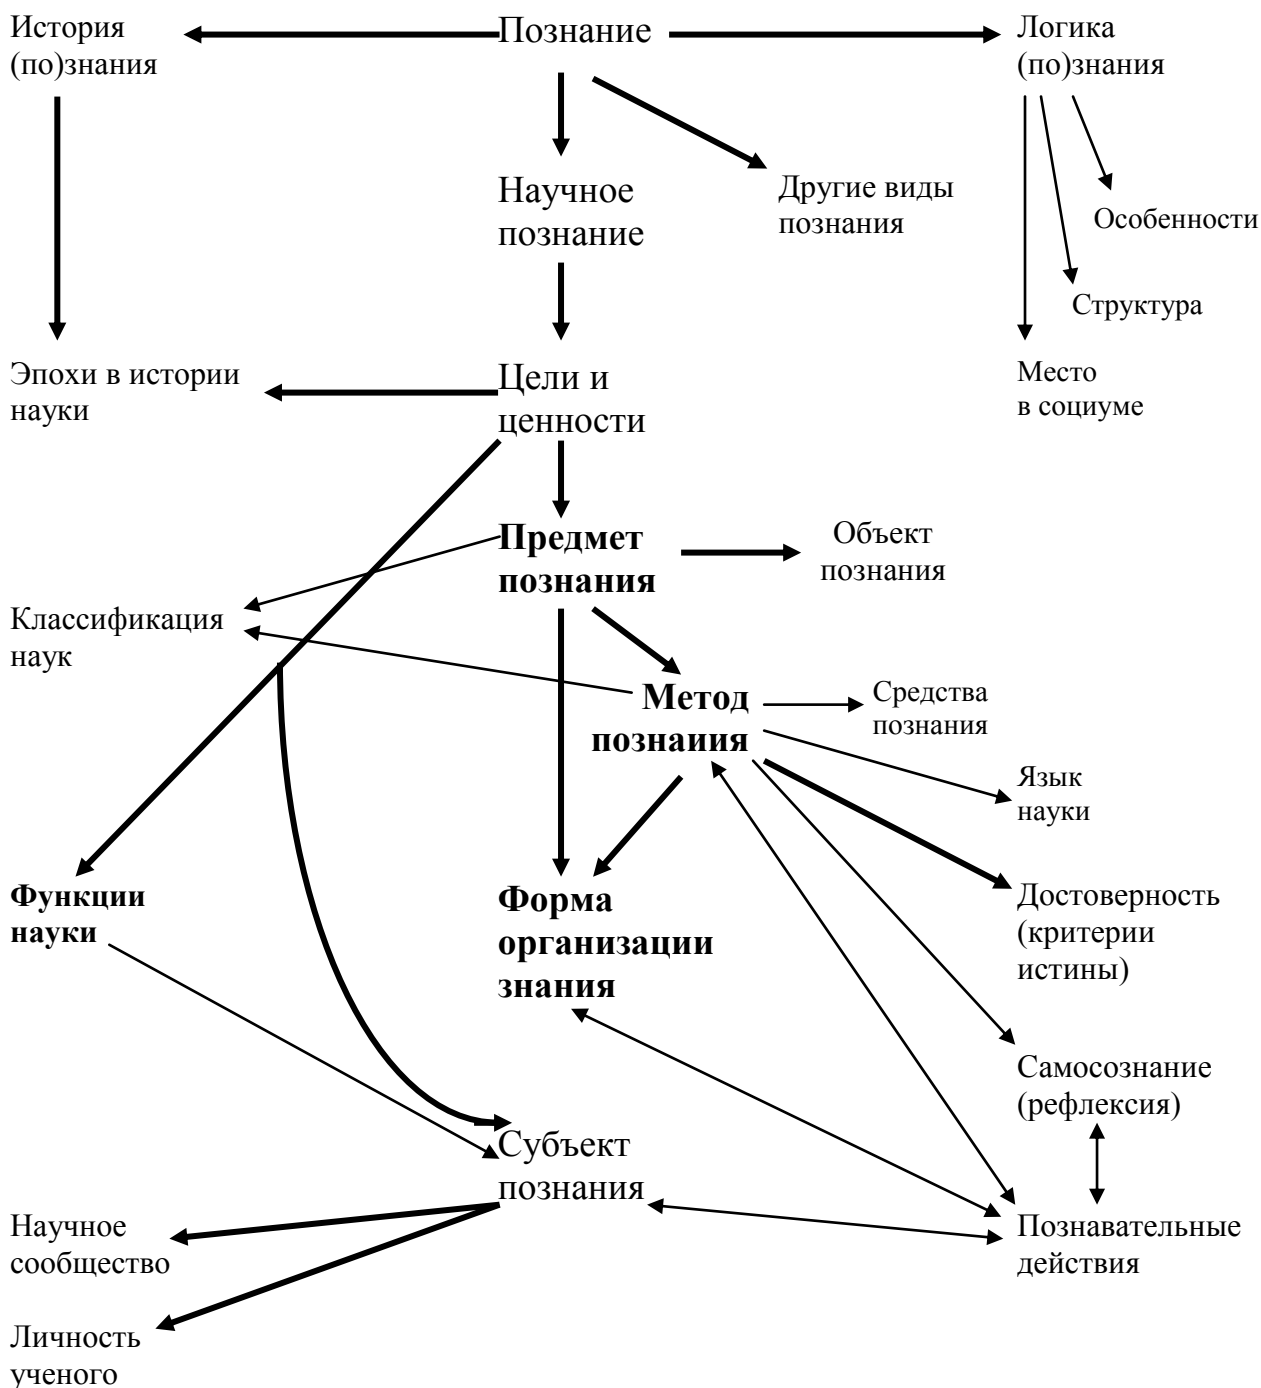 История
(по)знания
Познание
Логика
(по)знания
Научное
познание
Другие виды
познания
Особенности
Структура
Эпохи в истории
науки
Цели и
ценности
Место
в социуме
Предмет
познания
Объект
познания
Классификация
наук
Метод
познаиия
Средства
познания
Язык
науки
Функции
науки
Форма
организации
знания
Достоверность
(критерии
истины)
Самосознание
(рефлексия)
Субъект
познания
Научное
сообщество
Познавательные
действия
Личность
ученого